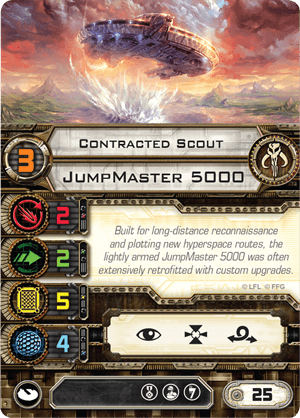 Contracted Scout
3
JumpMaster 5000
2
2
5
4
Built for long-distance reconnaissance
and plotting new hyperspace routes, the
lightly armed JumpMaster 5000 was often
extensively retrofitted with custom upgrades.
© LFL © FFG
25